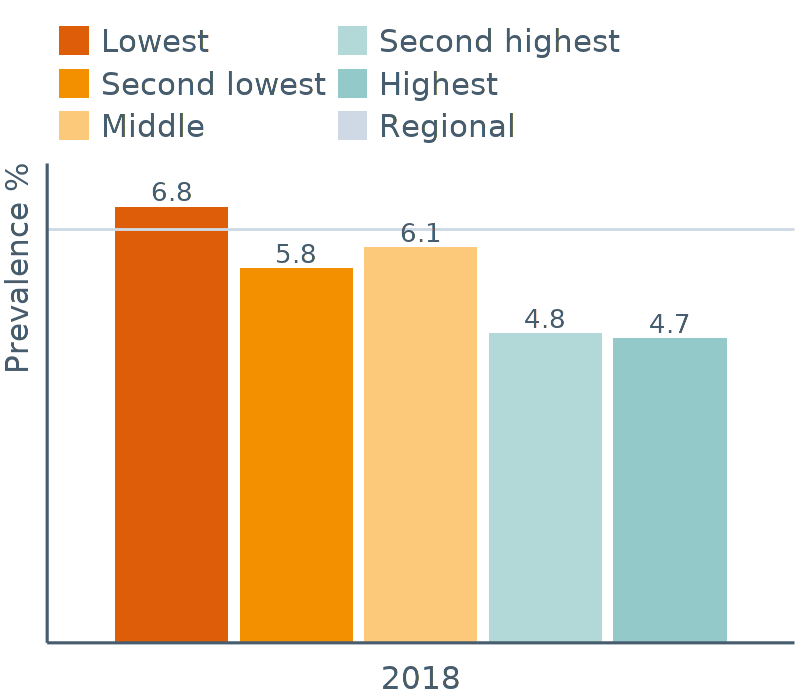 Lowest
Second lowest
Middle
Second highest
Highest
Regional
Prevalence %
6.8
5.8
6.1
4.8
4.7
2018